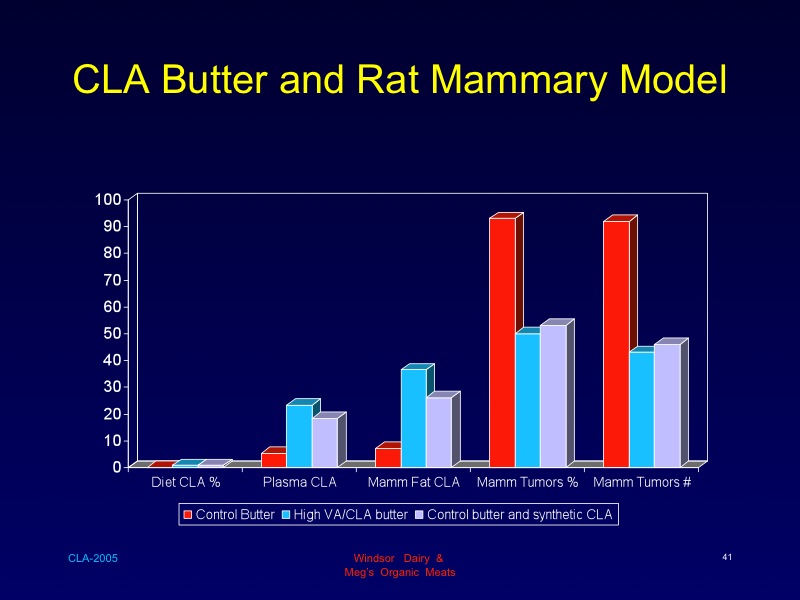 CLA Butter and Rat Mammary Model
100
90
80
70
60
50
40
30
20
10
0
Diet CLA % Plasma CLA Mamm Fat CLA Mamm Tumors % Mamm Tumors #
Control Butter High VA/CLA butter Control butter and synthetic CLA
CLA-2005 Windsor Dairy & 41
Meg's Organic Meats